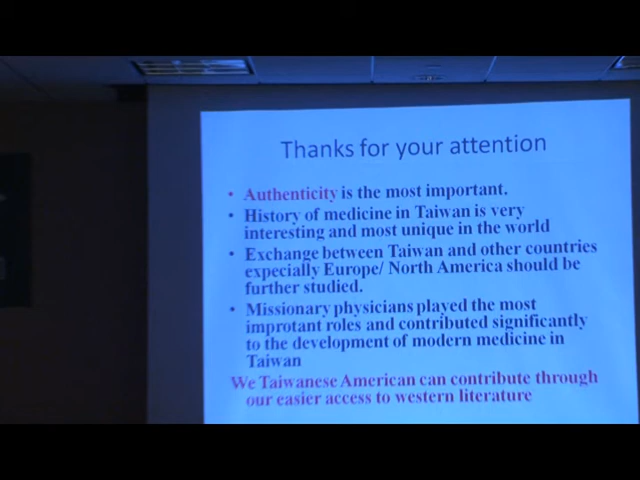 Thanks for your attention
• Authenticity is the most important.
• History of medicine in Taiwan is very
interesting and most unique in the world
• Exchange between Taiwan and other countries
expecially Europe/ North America should be
further studied.
• Missionary physicians played the most
improtant roles and contributed significantly
to the development of modern medicine in
Taiwan
We Taiwanese American can contribute through
our easier access to western literature